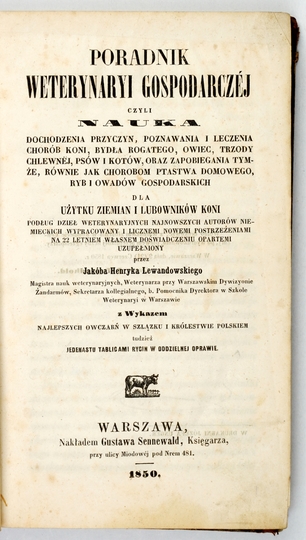 PORADNIK
WETERYNARYI GOSPODARCZÉJ
CZYLI
NAUKA
DOCHODZENIA PRZYCZYN, POZNAWANIA I LECZENIA
CHORÓB KONI, BYDŁA ROGATEGO, OWIEC, TRZODY
CHLEWNÉJ, PSÓW I KOTÓW, ORAZ ZAPOBIEGANIA TYM-
ŻE, RÓWNIE JAK CHOROBOM PTASTWA DOMOWEGO,
RYB I OWADÓW GOSPODARSKICH
DLA
UŻYTKU ZIEMIAN I LUBOWNIKÓW KONI
PODŁUG DZIEŁ WETERYNARYJNYCH NAJNOWSZYCH AUTORÓW NIE-
MIECKICH WYPRACOWANY I LICZNEMI NOWEMI POSTRZEŻENIAMI
NA 22 LETNIEM WŁASNEM DOŚWIADCZENIU OPARTEMI
UZUPEŁNIONY
przez
Jakóba Henryka Lewandowskiego
Magistra nauk weterynaryjnych, Weterynarza przy Warszawskim Dywizyonie
Żandarmów, Sekretarza kollegialnego, b. Pomocnika Dyrektora w Szkole
Weterynaryi w Warszawie
z Wykazem
NAJLEPSZYCH OWCZARŃ W SZLĄZKU I KRÓLESTWIE POLSKIEM
tudzież
JEDENASTU TABLICAMI RYCIN W ODDZIELNEJ OPRAWIE.
WARSZAWA,
Nakładem Gustawa Sennewald, Księgarza,
przy ulicy Miodowéj pod Nrem 481.
1850.